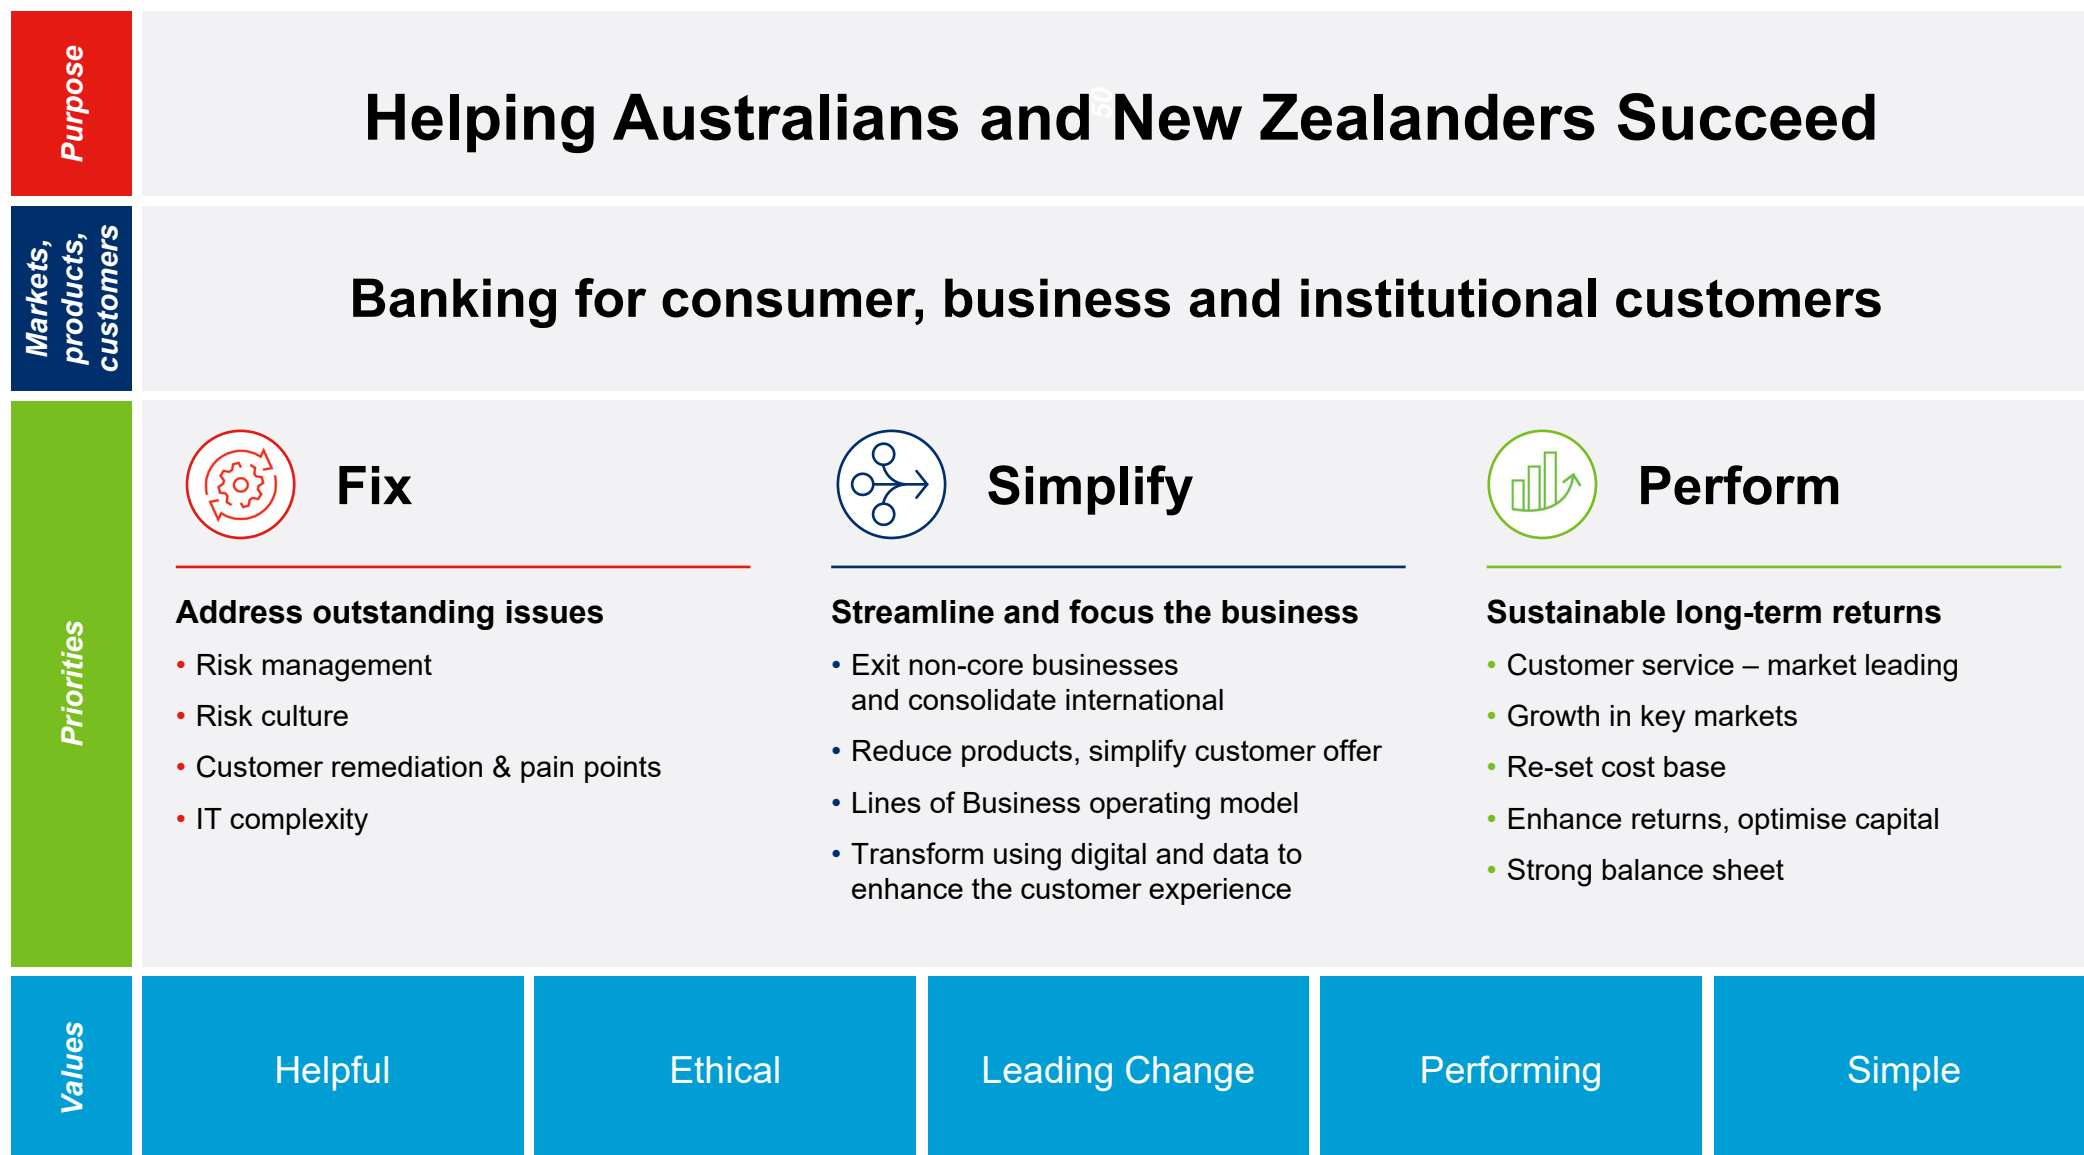 Purpose
Helping Australians and New Zealanders Succeed
50
Markets,
products,
customers
Banking for consumer, business and institutional customers
Priorities
Fix
Address outstanding issues
• Risk management
• Risk culture
• Customer remediation & pain points
• IT complexity
Simplify
Streamline and focus the business
• Exit non-core businesses
and consolidate international
• Reduce products, simplify customer offer
• Lines of Business operating model
• Transform using digital and data to
enhance the customer experience
Perform
Sustainable long-term returns
• Customer service – market leading
• Growth in key markets
• Re-set cost base
• Enhance returns, optimise capital
• Strong balance sheet
Values
Helpful
Ethical
Leading Change
Performing
Simple